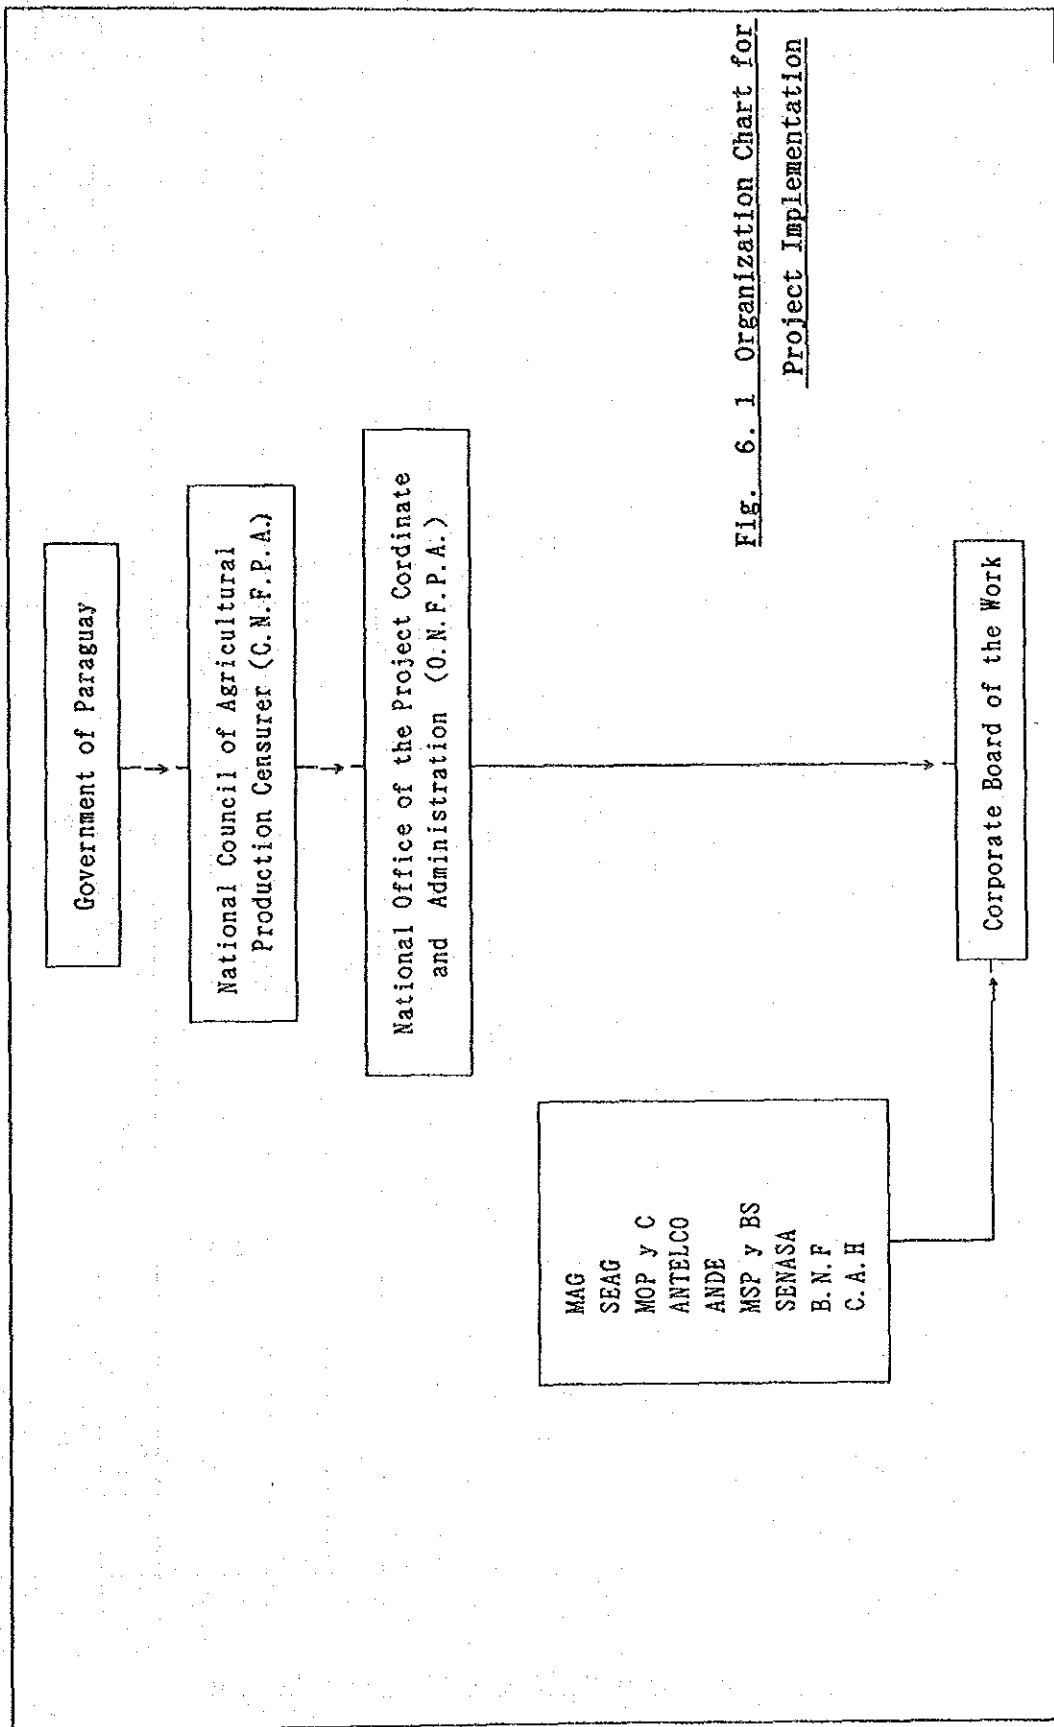 Government of Paraguay
National Council of Agricultural
Production Censurer (C.N.F.P.A.)
National Office of the Project Cordinate
and Administration (O.N.F.P.A.)
MAG
SEAG
MOP y C
ANTELCO
ANDE
MSP y BS
SENASA
B.N.F
C.A.H
Corporate Board of the Work
Fig. 6. 1 Organization Chart for
Project Implementation